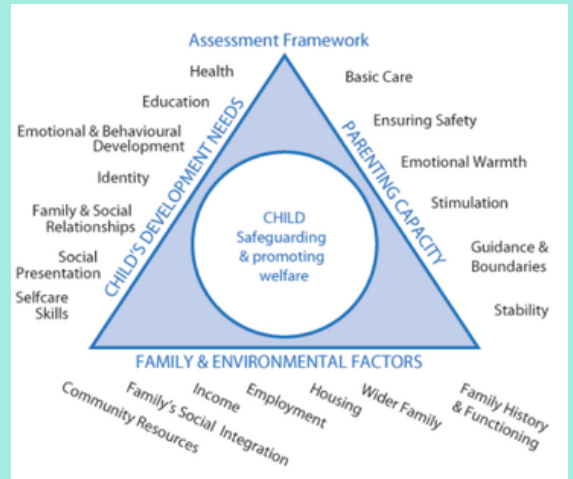 Assessment Framework
Health
Education
Emotional & Behavioural
Development
Identity
Family & Social
Relationships
Social
Presentation
Selfcare
Skills
CHILD'S DEVELOPMENT NEEDS
CHILD
Safeguarding
& promoting
welfare
PARENTING CAPACITY
Basic Care
Ensuring Safety
Emotional Warmth
Stimulation
Guidance &
Boundaries
Stability
FAMILY & ENVIRONMENTAL FACTORS
Community Resources
Family's Social Integration
Income
Employment
Housing
Wider Family
Family History
& Functioning